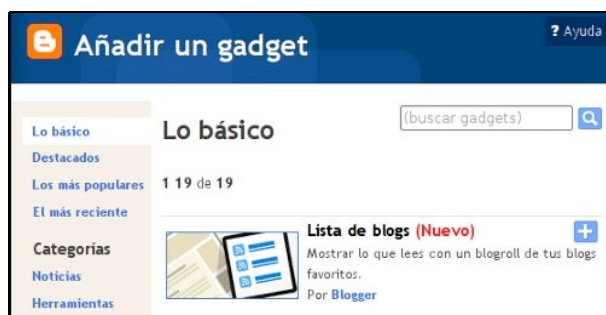 ? Ayuda
Añadir un gadget
Lo básico
Destacados
Los más populares
El más reciente
Categorías
Noticias
Herramientas
Lo básico
(buscar gadgets)
1 19 de 19
Lista de blogs (Nuevo)
Mostrar lo que lees con un blogroll de tus blogs
favoritos.
Por Blogger